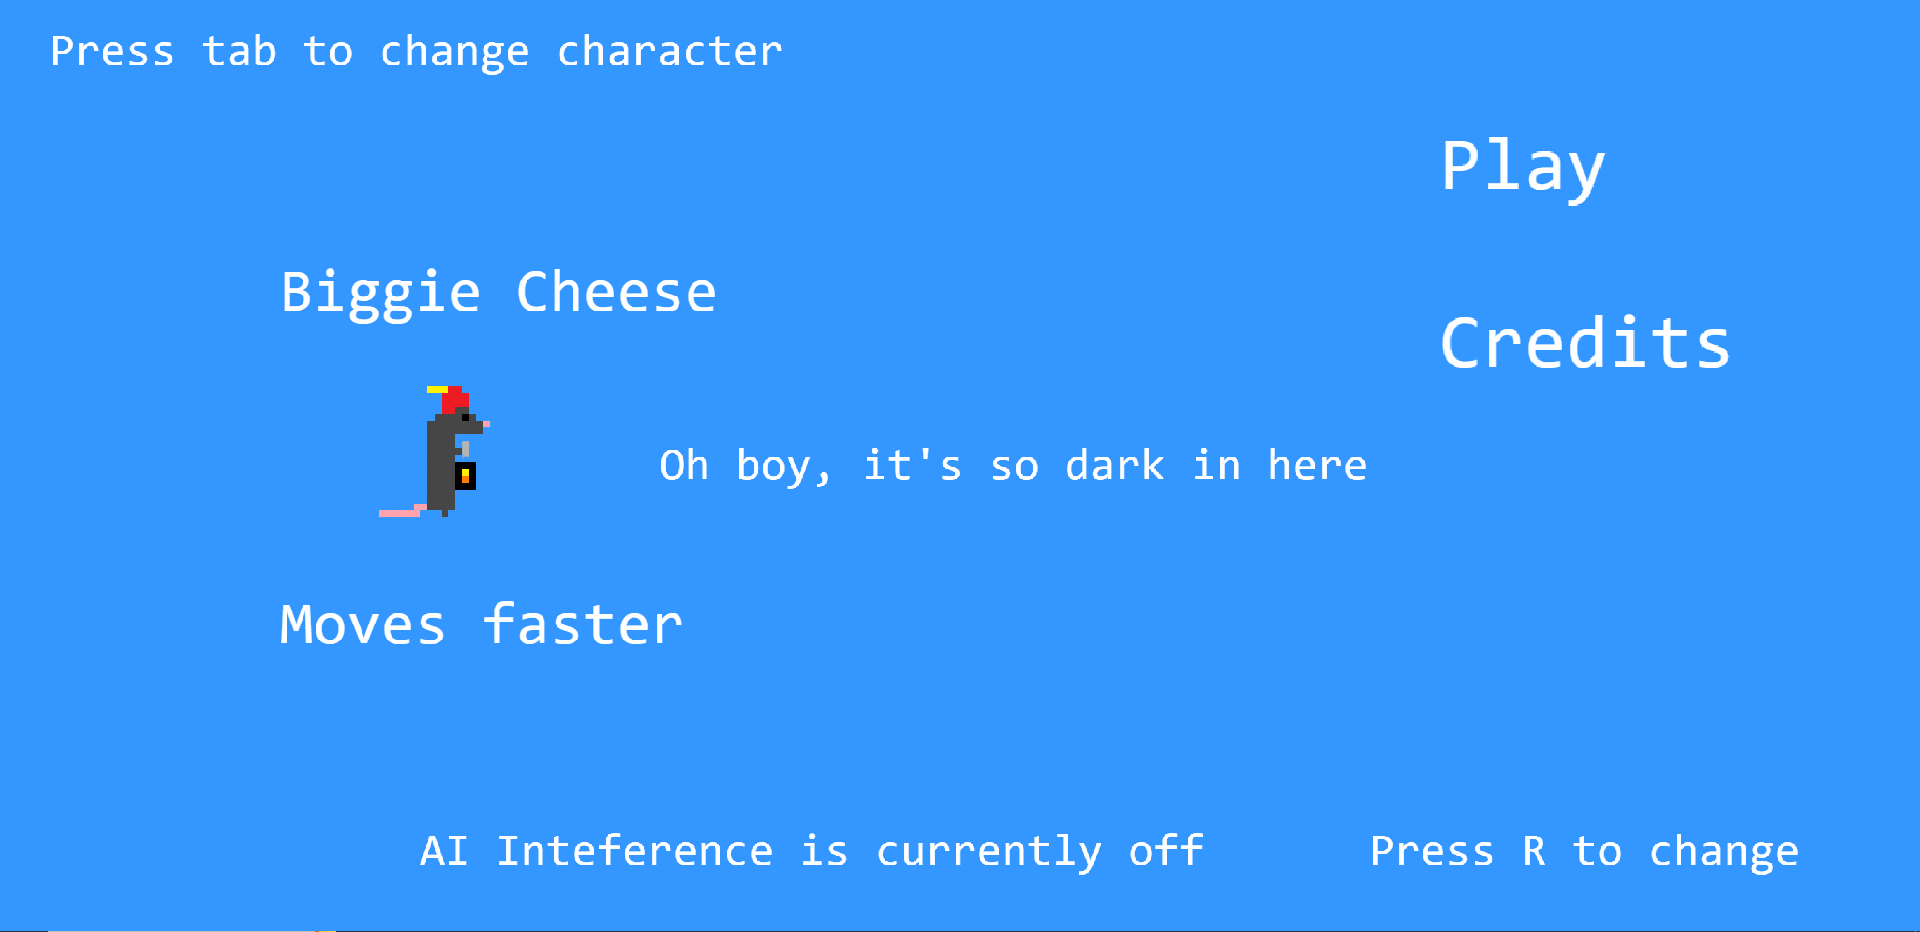 Press tab to change character
Play
Biggie Cheese
Credits
Oh boy, it's so dark in here
Moves faster
AI Inteference is currently off
Press R to change